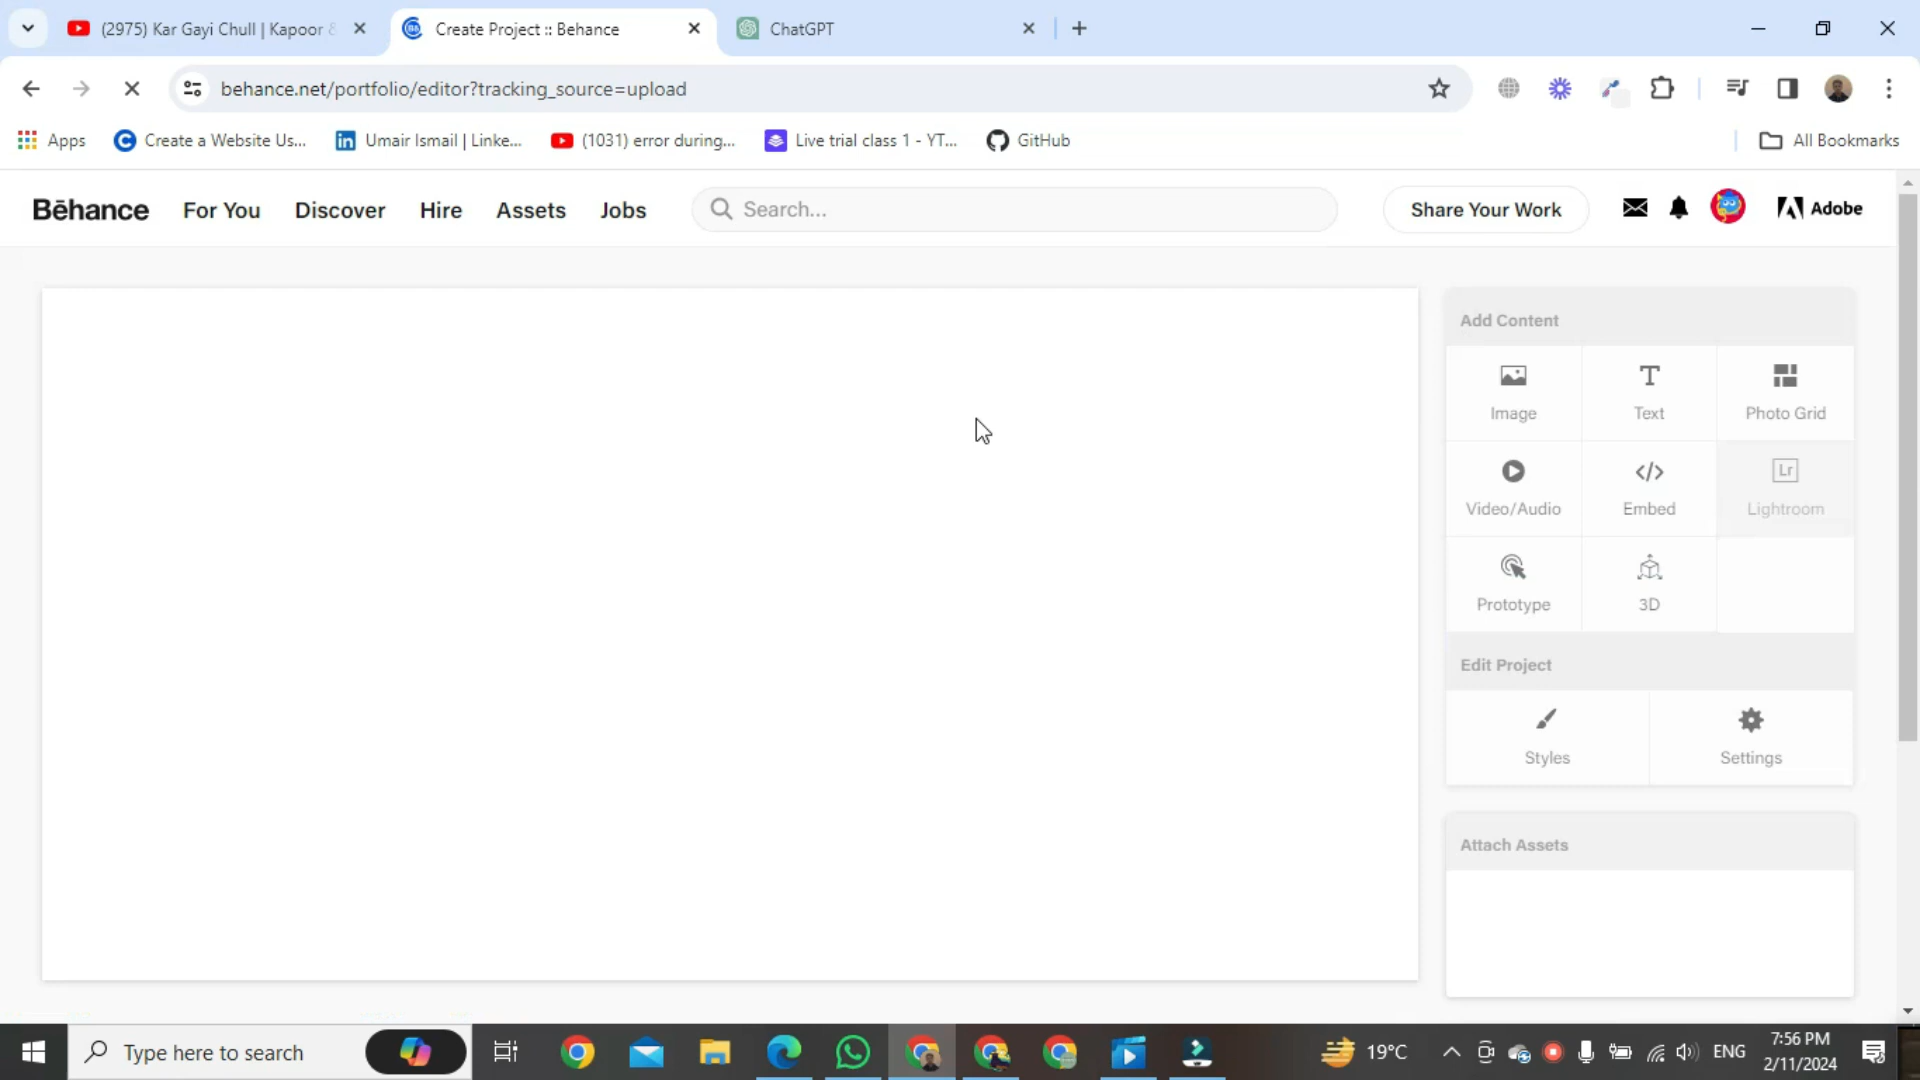 (2975) Kar Gayi Chull | Kapoor &
Create Project :: Behance
ChatGPT
behance.net/portfolio/editor?tracking_source=upload
Apps
Create a Website Us...
Umair Ismail | Linke...
(1031) error during...
Live trial class 1 - YT...
GitHub
All Bookmarks
Bēhance
For You
Discover
Hire
Assets
Jobs
Search...
Share Your Work
Adobe
Add Content
Image
Text
Photo Grid
Video/Audio
Embed
Lr
Lightroom
Prototype
3D
Edit Project
Styles
Settings
Attach Assets
Type here to search
19°C
ENG
7:56 PM
2/11/2024